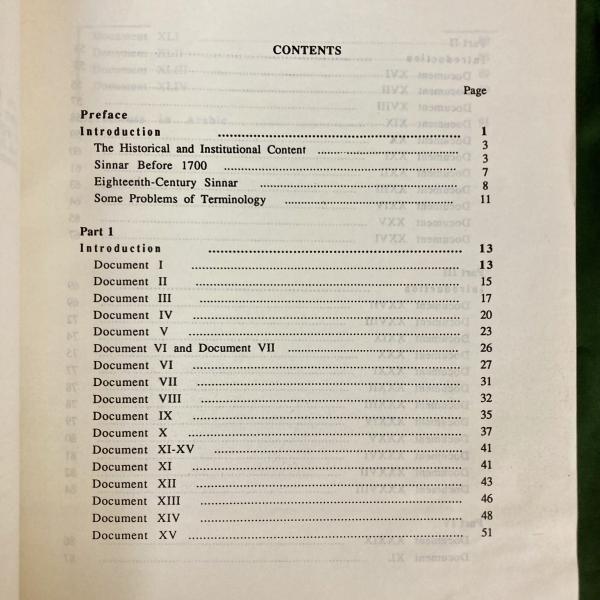 CONTENTS
Page
Preface
Introduction ........ 1
The Historical and Institutional Content ........ 3
Sinnar Before 1700 ........ 3
7
Eighteenth-Century Sinnar ........ 8
Some Problems of Terminology ........ 11
Part 1
Introduction ........ 13
Document I ........ 13
Document II ........ 15
Document III ........ 17
Document IV ........ 20
Document V ........ 23
Document VI and Document VII ........ 26
Document VI ........ 27
Document VII ........ 31
Document VIII ........ 32
Document IX ........ 35
Document X ........ 37
Document XI-XV ........ 41
Document XI ........ 41
Document XII ........ 43
Document XIII ........ 46
Document XIV ........ 48
Document XV ........ 51